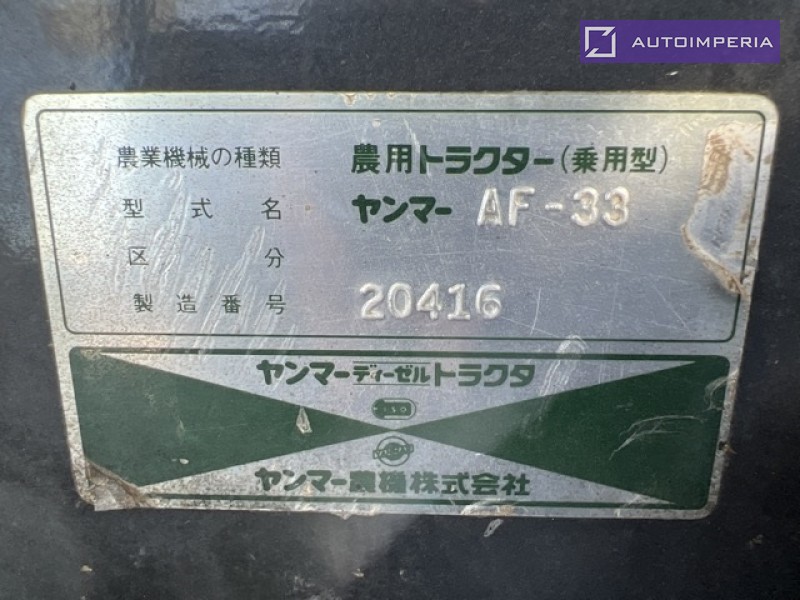 AUTOIMPERIA
農業機械の種類 農用トラクター(乗用型)
型式名 ヤンマー AF-33
区分
製造番号 20416
ヤンマーディーゼルトラクタ
ヤンマー農機株式会社